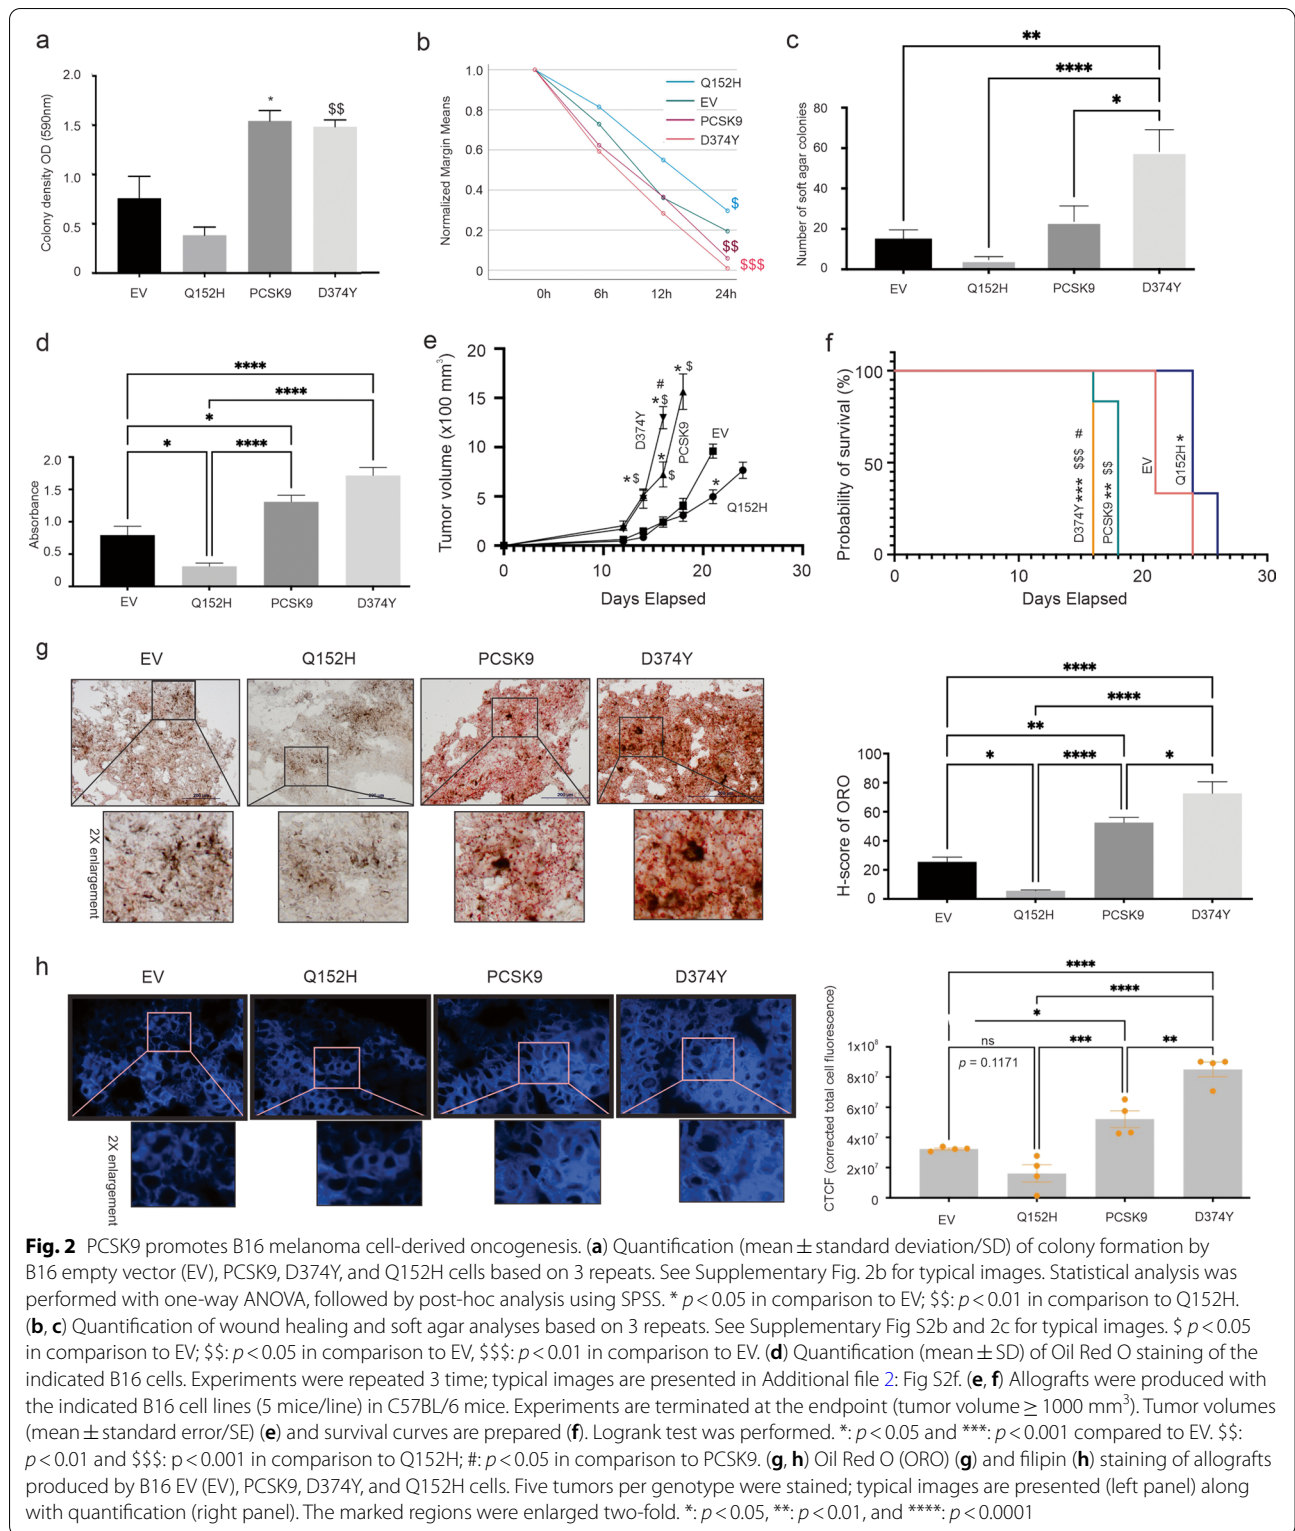 a
Colony density OD (590nm)
2.0
1.5
1.0
0.5
0
*
$$
EV
Q152H
PCSK9
D374Y
b
Normalized Margin Means
1.0
0.8
0.6
0.4
0.2
0
Q152H
EV
PCSK9
D374Y
$
$$
$$$
0h
6h
12h
24h
c
**
****
*
Number of soft agar colonies
80
60
40
20
0
EV
Q152H
PCSK9
D374Y
d
****
****
*
*
****
Absorbance
2.0
1.5
1.0
0.5
0
EV
Q152H
PCSK9
D374Y
e
Tumor volume (x100 mm³)
20
15
10
5
0
* $
D374Y
#
* $
*
$
* $
PCSK9
EV
*
Q152H
0
10
20
30
Days Elapsed
f
Probability of survival (%)
100
50
0
D374Y *** $$$ #
PCSK9 ** $$
EV
Q152H *
0
10
20
30
Days Elapsed
g
EV
Q152H
PCSK9
D374Y
200 µm
2X enlargement
****
****
**
*
****
*
H-score of ORO
100
80
60
40
20
0
EV
Q152H
PCSK9
D374Y
h
EV
Q152H
PCSK9
D374Y
2X enlargement
****
****
*
ns
***
**
p = 0.1171
CTCF (corrected total cell fluorescence)
1x10⁸
8x10⁷
6x10⁷
4x10⁷
2x10⁷
0
EV
Q152H
PCSK9
D374Y
Fig. 2 PCSK9 promotes B16 melanoma cell-derived oncogenesis. (a) Quantification (mean ± standard deviation/SD) of colony formation by
B16 empty vector (EV), PCSK9, D374Y, and Q152H cells based on 3 repeats. See Supplementary Fig. 2b for typical images. Statistical analysis was
performed with one-way ANOVA, followed by post-hoc analysis using SPSS. * p < 0.05 in comparison to EV; $$: p < 0.01 in comparison to Q152H.
(b, c) Quantification of wound healing and soft agar analyses based on 3 repeats. See Supplementary Fig S2b and 2c for typical images. $ p < 0.05
in comparison to EV; $$: p < 0.05 in comparison to EV, $$$: p < 0.01 in comparison to EV. (d) Quantification (mean ± SD) of Oil Red O staining of the
indicated B16 cells. Experiments were repeated 3 time; typical images are presented in Additional file 2: Fig S2f. (e, f) Allografts were produced with
the indicated B16 cell lines (5 mice/line) in C57BL/6 mice. Experiments are terminated at the endpoint (tumor volume ≥ 1000 mm³). Tumor volumes
(mean ± standard error/SE) (e) and survival curves are prepared (f). Logrank test was performed. *: p < 0.05 and ***: p < 0.001 compared to EV. $$:
p < 0.01 and $$$: p < 0.001 in comparison to Q152H; #: p < 0.05 in comparison to PCSK9. (g, h) Oil Red O (ORO) (g) and filipin (h) staining of allografts
produced by B16 EV (EV), PCSK9, D374Y, and Q152H cells. Five tumors per genotype were stained; typical images are presented (left panel) along
with quantification (right panel). The marked regions were enlarged two-fold. *: p < 0.05, **: p < 0.01, and ****: p < 0.0001